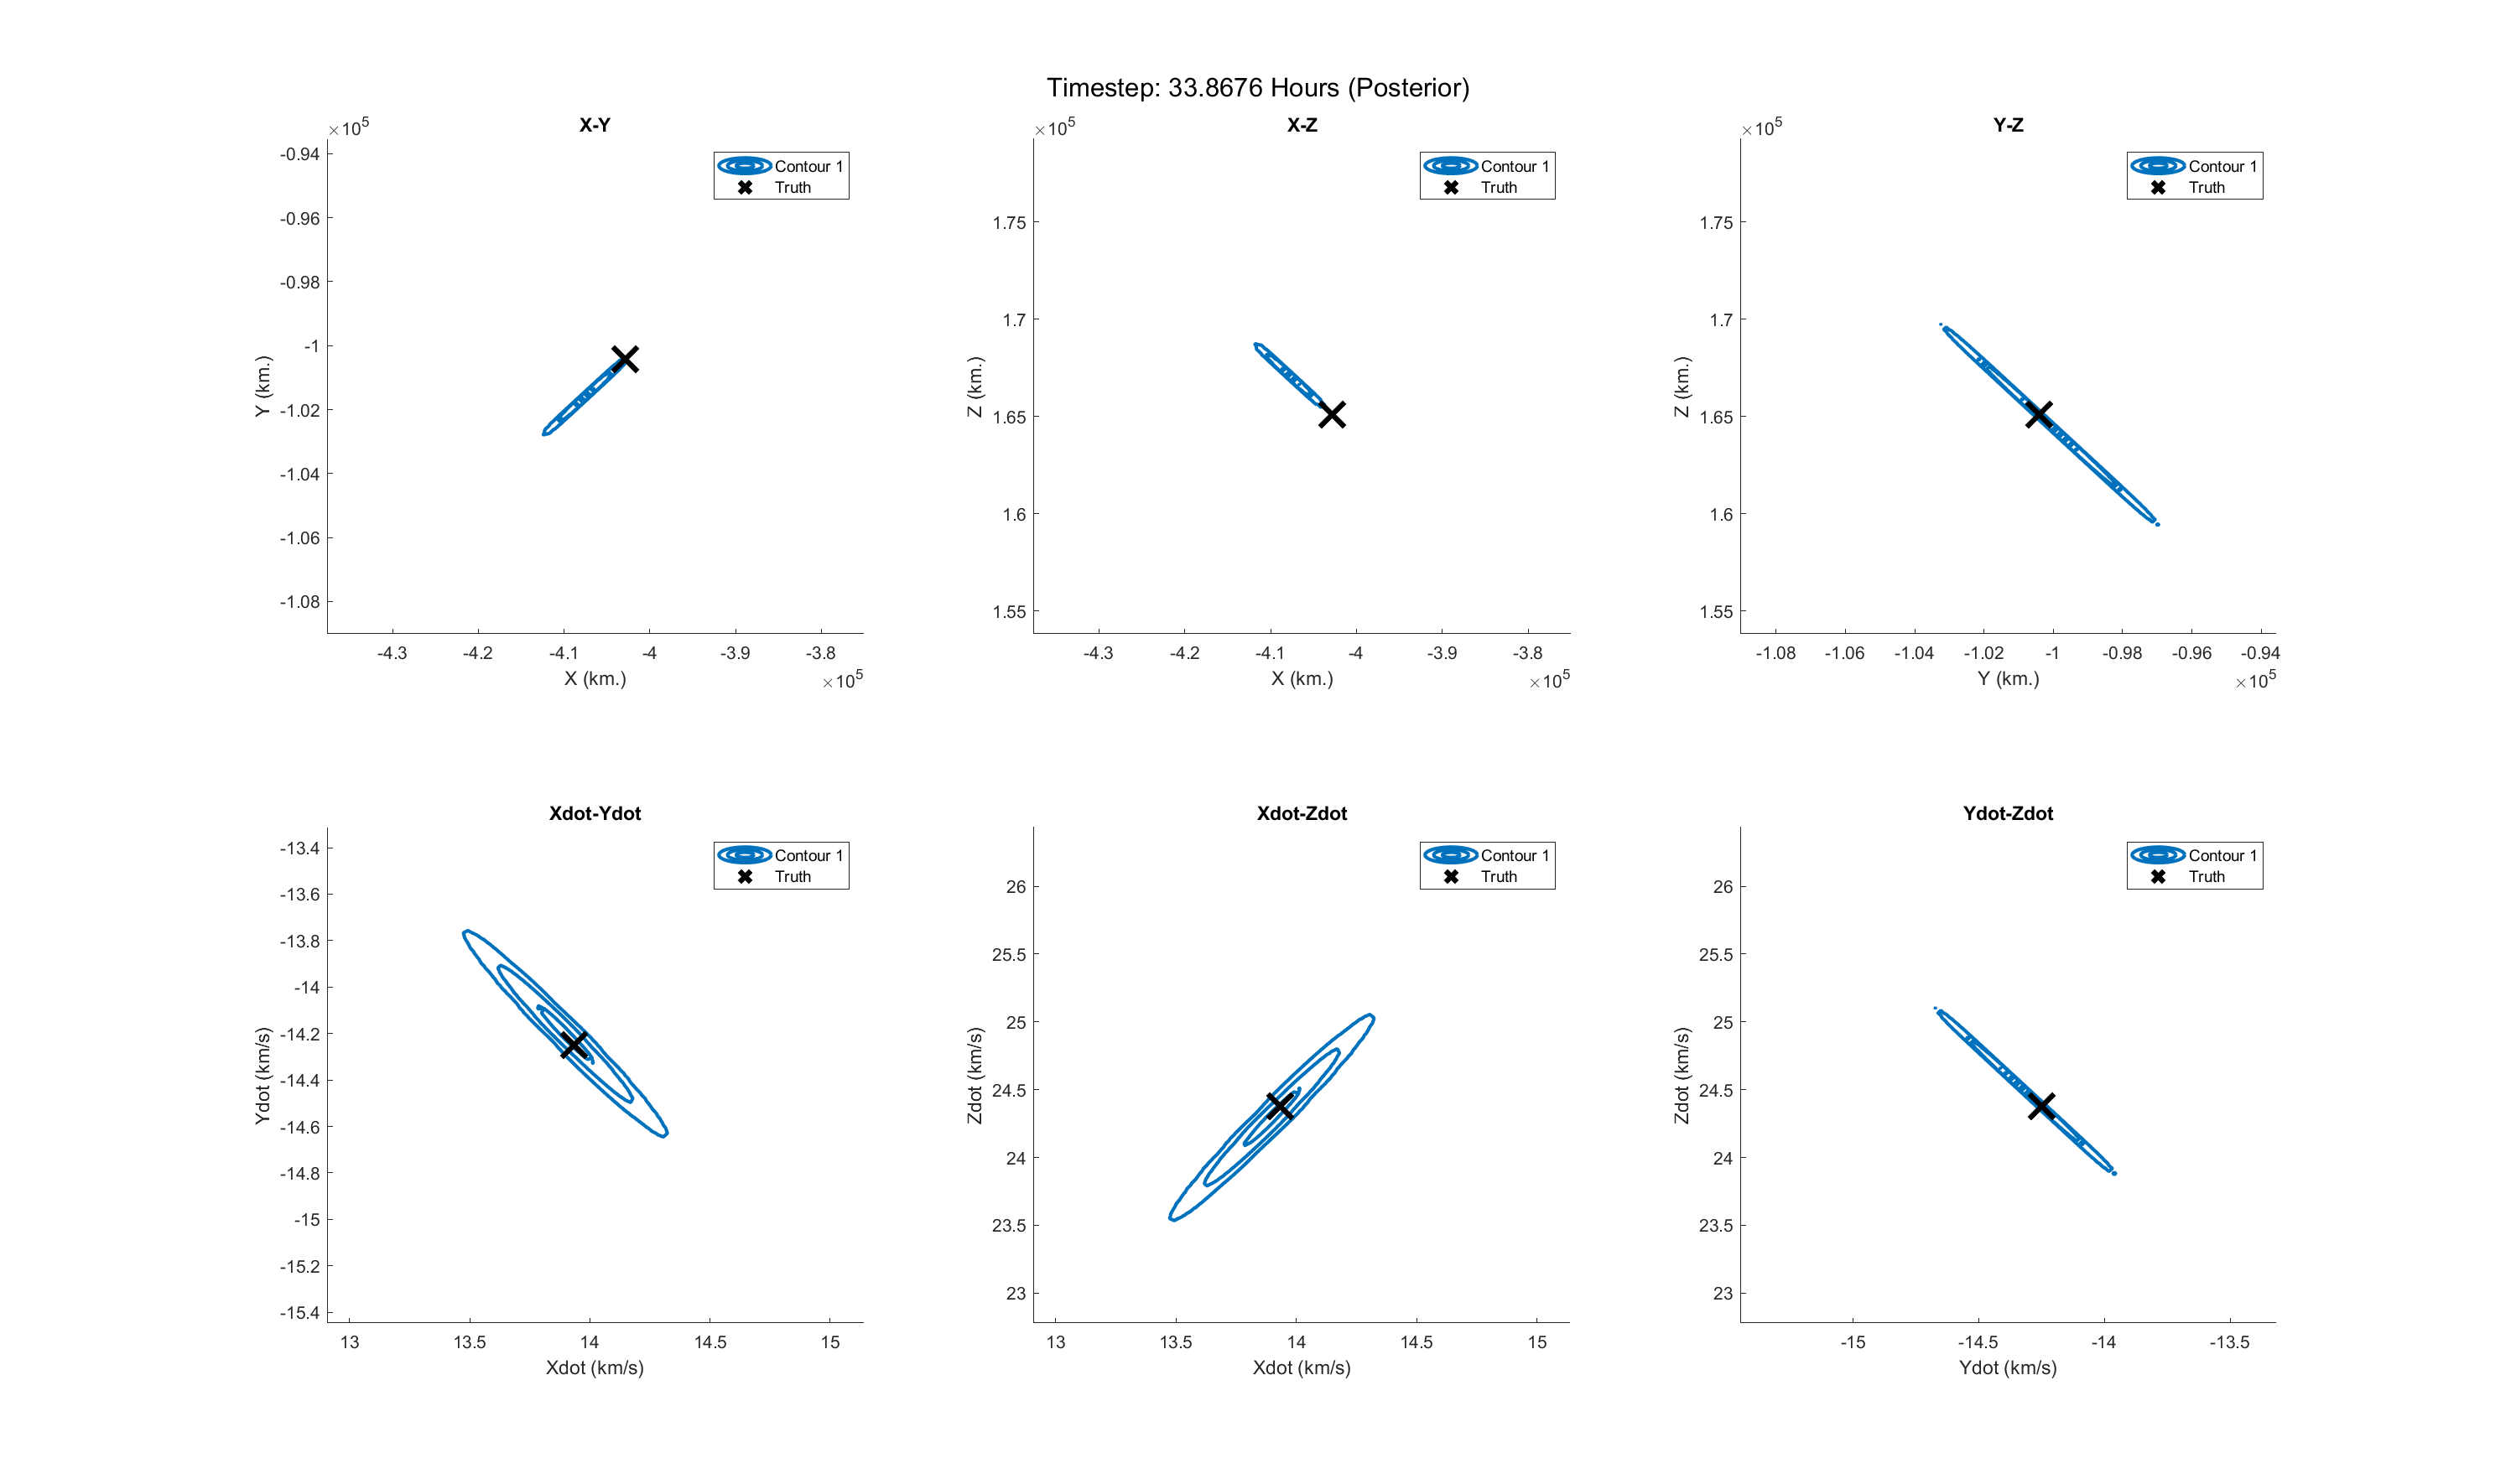 Timestep: 33.8676 Hours (Posterior)
X-Y
×10^5
Contour 1
Truth
-0.94
-0.96
-0.98
-1
-1.02
-1.04
-1.06
-1.08
Y (km.)
-4.3 -4.2 -4.1 -4 -3.9 -3.8
X (km.)
×10^5
X-Z
×10^5
Contour 1
Truth
1.75
1.7
1.65
1.6
1.55
Z (km.)
-4.3 -4.2 -4.1 -4 -3.9 -3.8
X (km.)
×10^5
Y-Z
×10^5
Contour 1
Truth
1.75
1.7
1.65
1.6
1.55
Z (km.)
-1.08 -1.06 -1.04 -1.02 -1 -0.98 -0.96 -0.94
Y (km.)
×10^5
Xdot-Ydot
Contour 1
Truth
-13.4
-13.6
-13.8
-14
-14.2
-14.4
-14.6
-14.8
-15
-15.2
-15.4
Ydot (km/s)
13 13.5 14 14.5 15
Xdot (km/s)
Xdot-Zdot
Contour 1
Truth
26
25.5
25
24.5
24
23.5
23
Zdot (km/s)
13 13.5 14 14.5 15
Xdot (km/s)
Ydot-Zdot
Contour 1
Truth
26
25.5
25
24.5
24
23.5
23
Zdot (km/s)
-15 -14.5 -14 -13.5
Ydot (km/s)